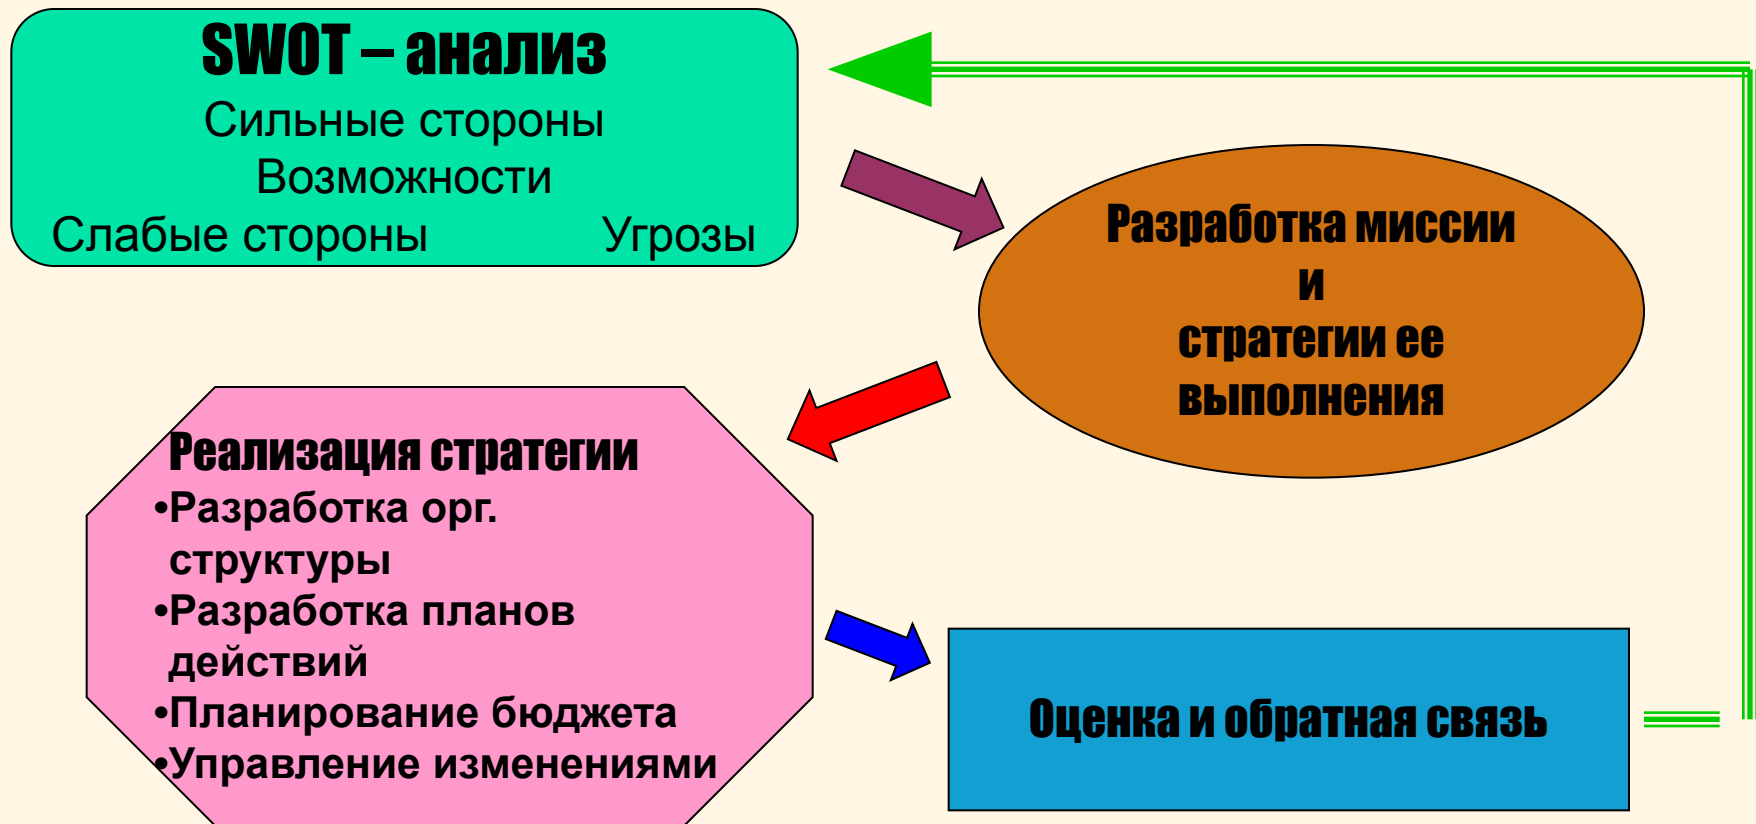 SWOT – анализ
Сильные стороны
Возможности
Слабые стороны Угрозы
Разработка миссии
и
стратегии ее
выполнения
Реализация стратегии
•Разработка орг.
структуры
•Разработка планов
действий
•Планирование бюджета
•Управление изменениями
Оценка и обратная связь